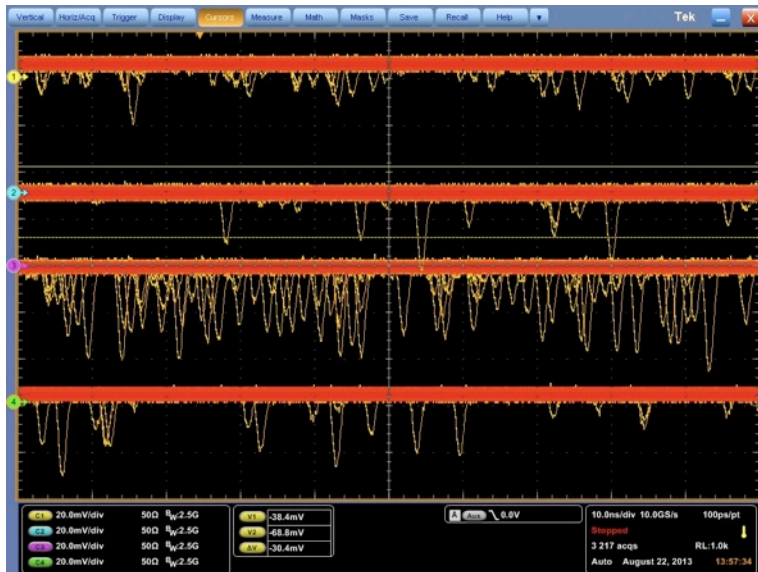 Vertical Horiz/Acq Trigger Display Cursors Measure Math Masks Save Recall Help Tek X
1
2
3
4
C1 20.0mV/div 50Ω BW:2.5G
C2 20.0mV/div 50Ω BW:2.5G
C3 20.0mV/div 50Ω BW:2.5G
C4 20.0mV/div 50Ω BW:2.5G
V1 -38.4mV
V2 -68.8mV
ΔV -30.4mV
A Aux 0.0V
10.0ns/div 10.0GS/s 100ps/pt
Stopped
3 217 acqs RL:1.0k
Auto August 22, 2013 13:57:34